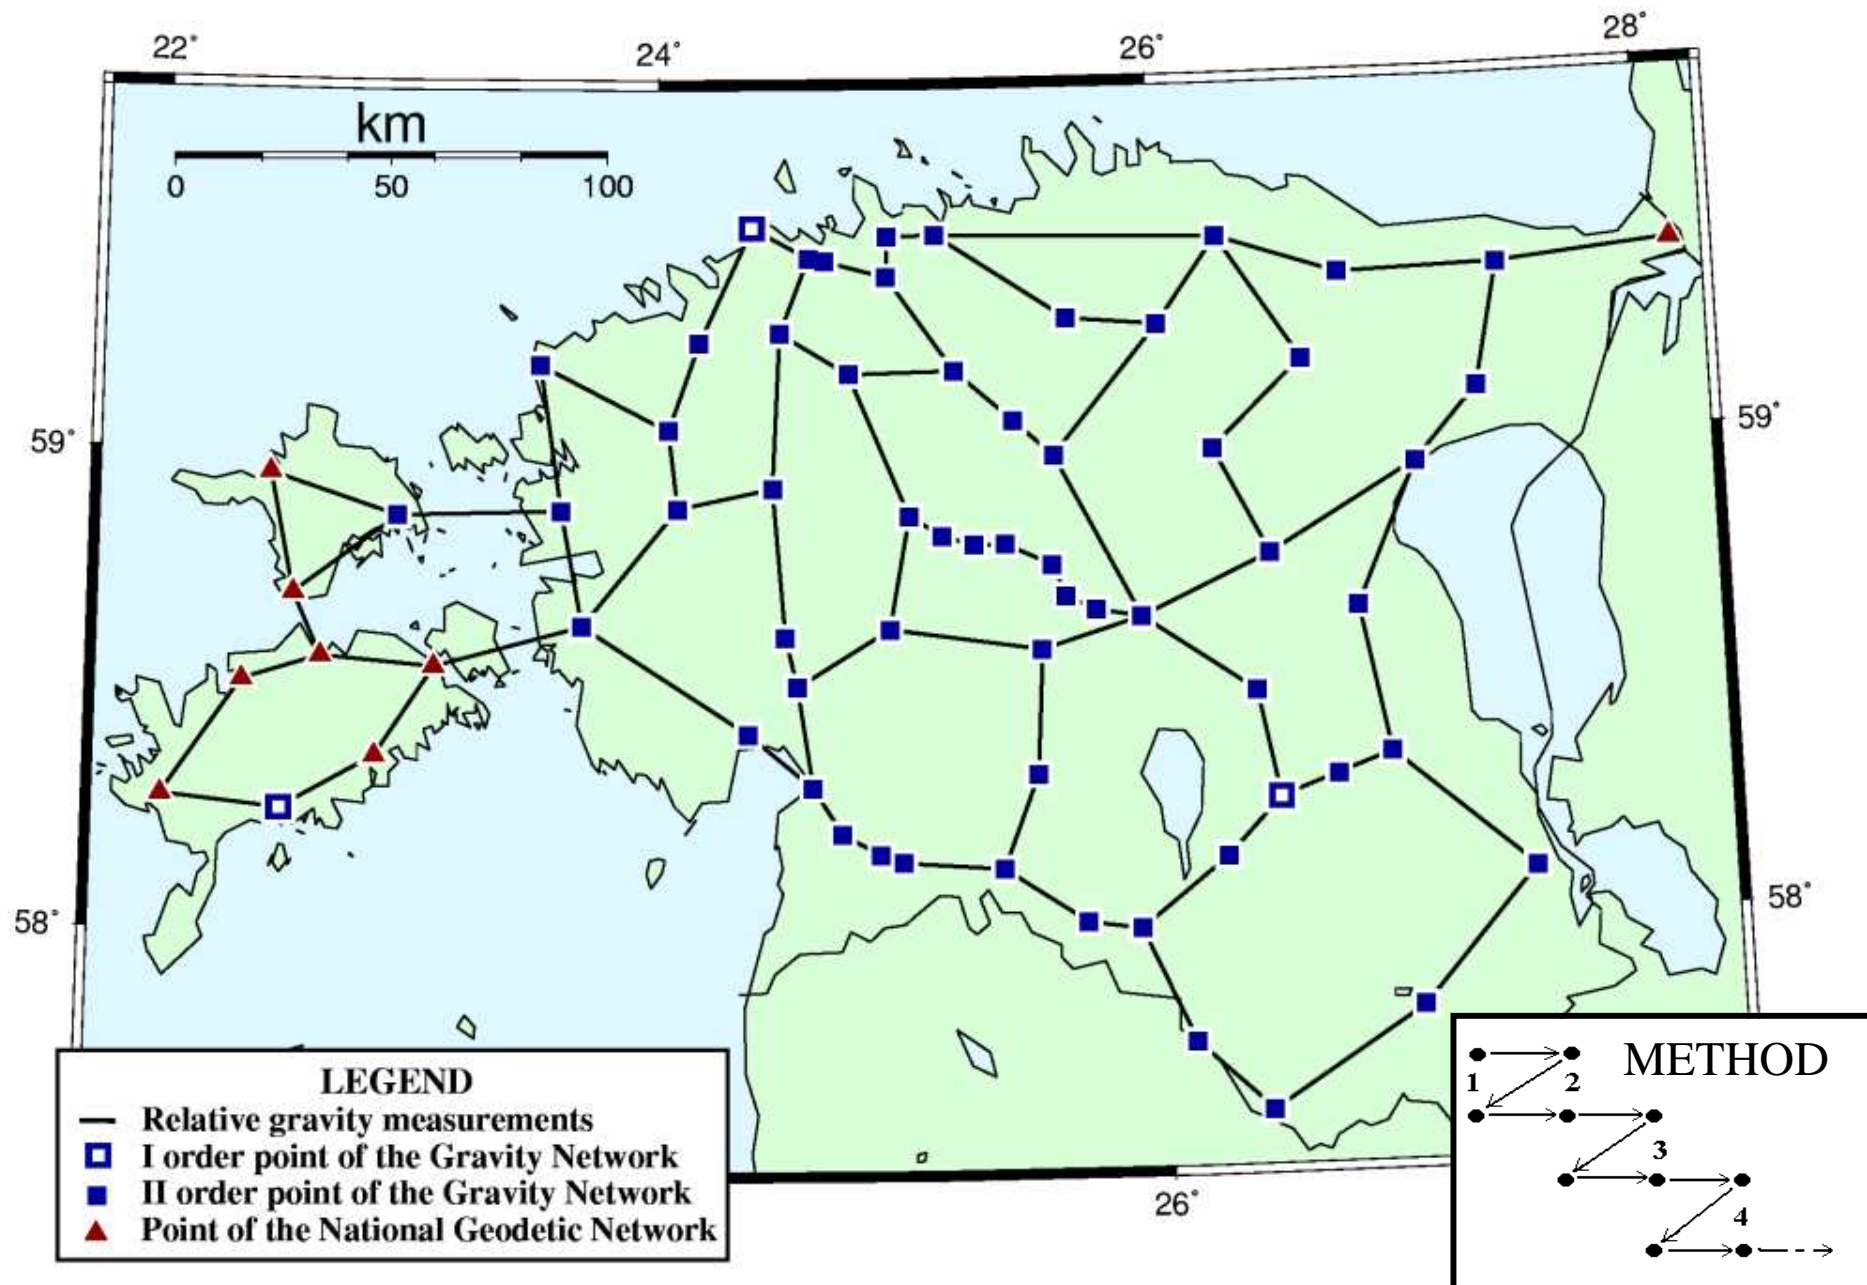 22°
24°
26°
28°
km
0 50 100
59°
59°
58°
58°
26°
LEGEND
Relative gravity measurements
I order point of the Gravity Network
II order point of the Gravity Network
Point of the National Geodetic Network
METHOD
1
2
3
4